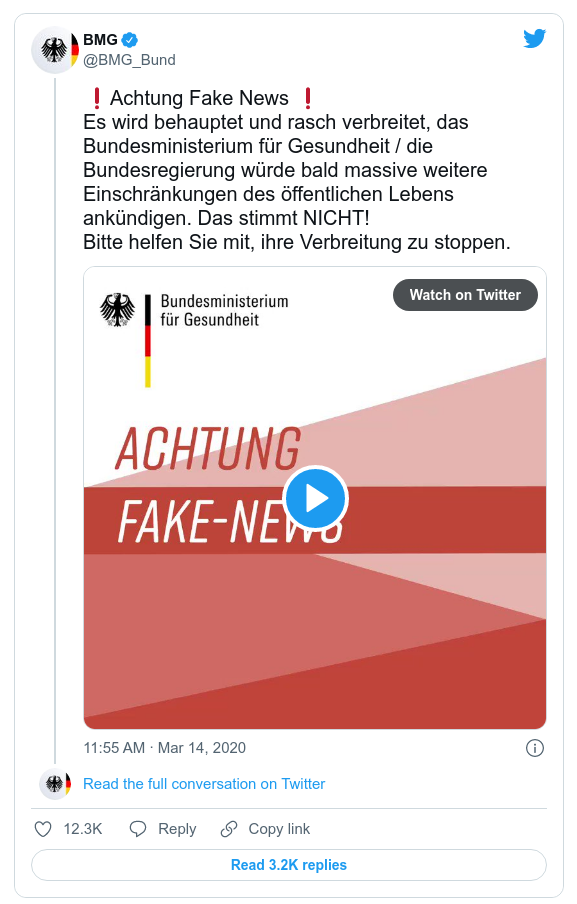 BMG
@BMG_Bund
❗Achtung Fake News ❗
Es wird behauptet und rasch verbreitet, das
Bundesministerium für Gesundheit / die
Bundesregierung würde bald massive weitere
Einschränkungen des öffentlichen Lebens
ankündigen. Das stimmt NICHT!
Bitte helfen Sie mit, ihre Verbreitung zu stoppen.
Watch on Twitter
Bundesministerium
für Gesundheit
ACHTUNG
FAKE-NEWS
11:55 AM · Mar 14, 2020
Read the full conversation on Twitter
12.3K Reply Copy link
Read 3.2K replies